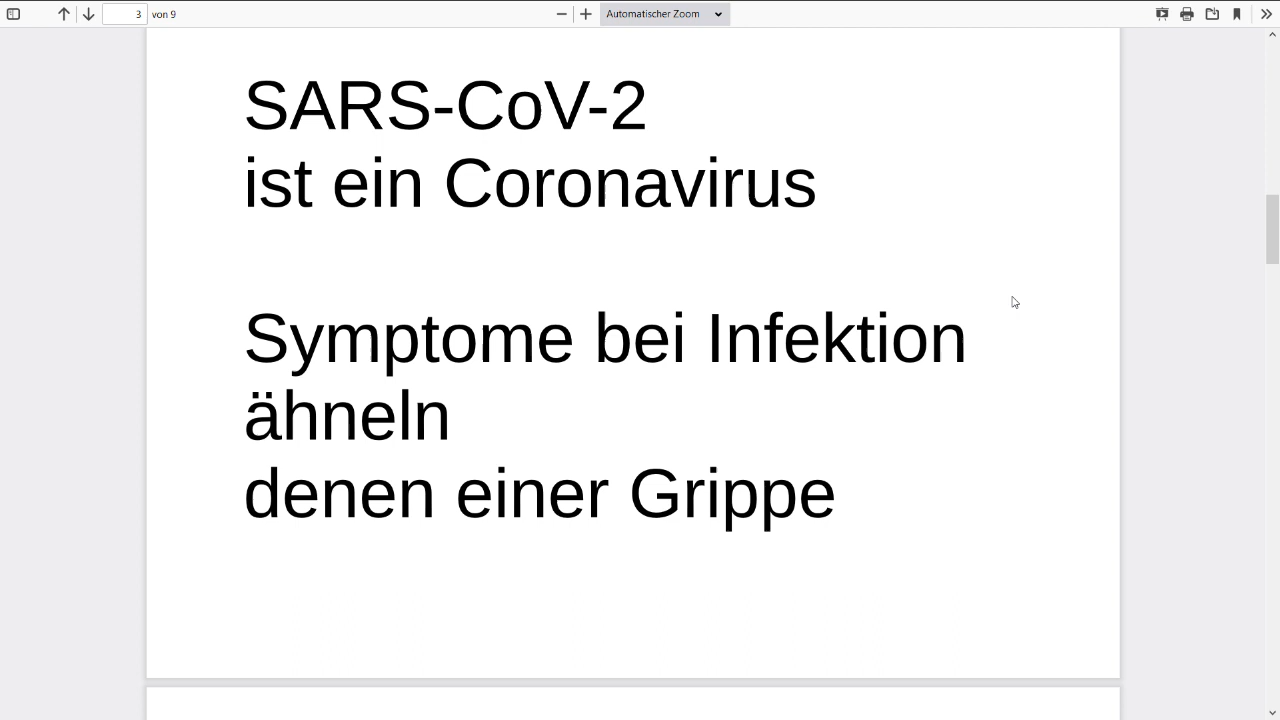 3 von 9 Automatischer Zoom
SARS-CoV-2
ist ein Coronavirus
Symptome bei Infektion
ähneln
denen einer Grippe